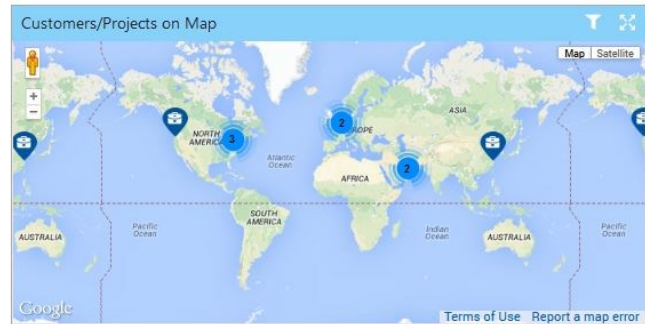 Customers/Projects on Map
Map Satellite
+
−
ASIA
NORTH AMERICA
3
2
EUROPE
2
Atlantic Ocean
AFRICA
SOUTH AMERICA
AUSTRALIA
Pacific Ocean
Indian Ocean
AUSTRALIA
Pacific Ocean
Google
Terms of Use Report a map error